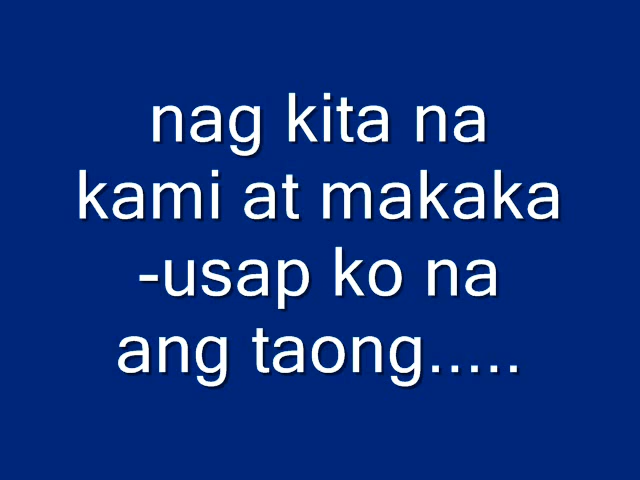 nag kita na
kami at makaka
-usap ko na
ang taong.....